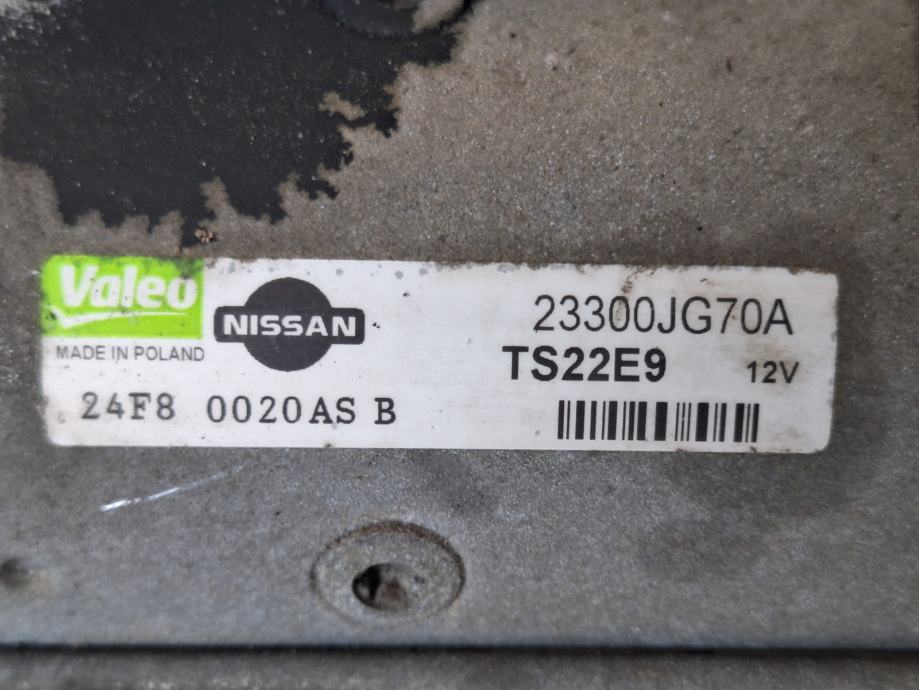 Valeo
MADE IN POLAND
NISSAN
24F8 0020AS B
23300JG70A
TS22E9 12V